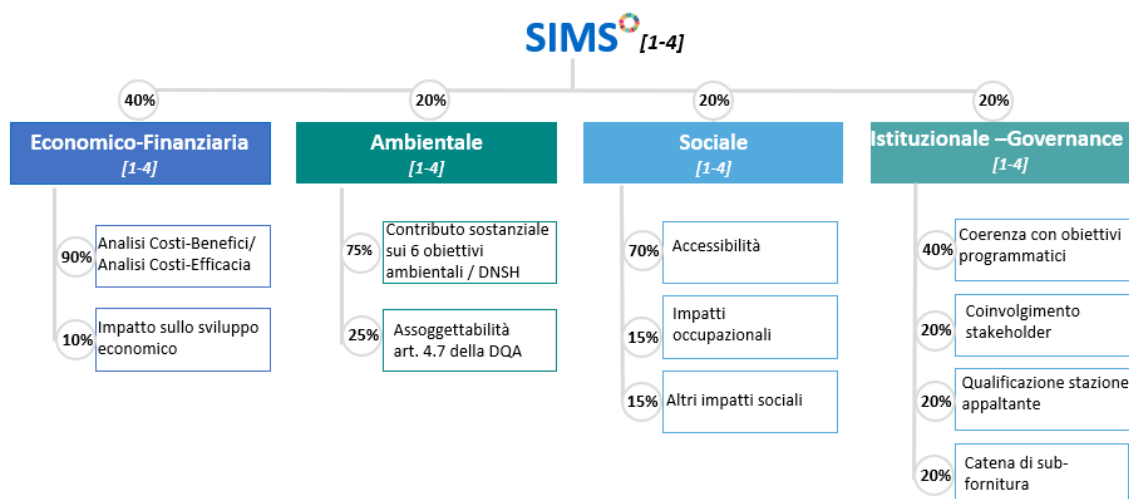 SIMS [1-4]
40%
20%
20%
20%
Economico-Finanziaria
[1-4]
Ambientale
[1-4]
Sociale
[1-4]
Istituzionale –Governance
[1-4]
90%
Analisi Costi-Benefici/
Analisi Costi-Efficacia
10%
Impatto sullo sviluppo
economico
75%
Contributo sostanziale
sui 6 obiettivi
ambientali / DNSH
25%
Assoggettabilità
art. 4.7 della DQA
70%
Accessibilità
15%
Impatti
occupazionali
15%
Altri impatti sociali
40%
Coerenza con obiettivi
programmatici
20%
Coinvolgimento
stakeholder
20%
Qualificazione stazione
appaltante
20%
Catena di sub-
fornitura